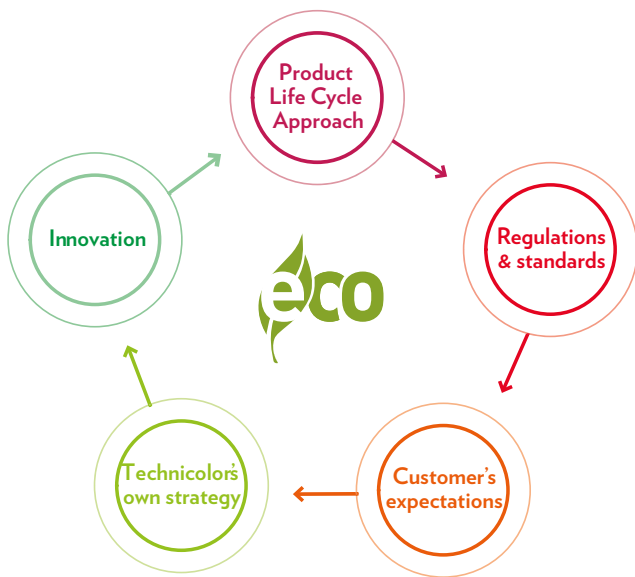 Product
Life Cycle
Approach
Regulations
& standards
Customer's
expectations
Technicolor's
own strategy
Innovation
eco